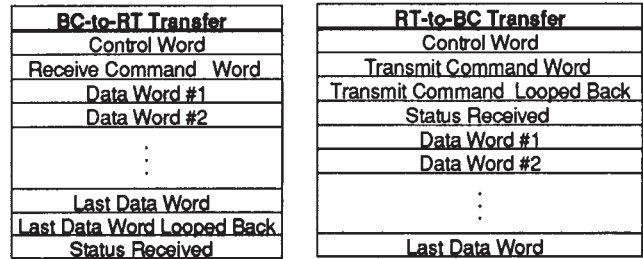 BC-to-RT Transfer
Control Word
Receive Command Word
Data Word #1
Data Word #2
Last Data Word
Last Data Word Looped Back
Status Received
RT-to-BC Transfer
Control Word
Transmit Command Word
Transmit Command Looped Back
Status Received
Data Word #1
Data Word #2
Last Data Word